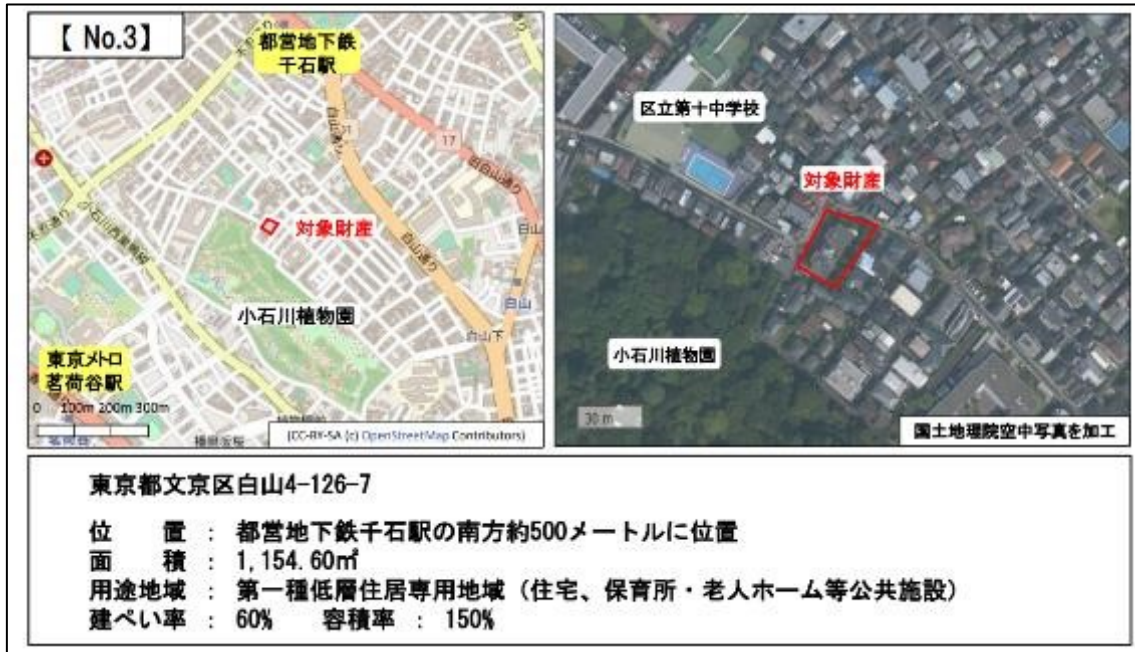 【 No.3】
都営地下鉄
千石駅
白山通り
17
旧白山通り
対象財産
小石川植物園
白山
白山下
東京メトロ
茗荷谷駅
0 100m 200m 300m
(CC-BY-SA (c) OpenStreetMap Contributors)
区立第十中学校
対象財産
小石川植物園
30 m
国土地理院空中写真を加工
東京都文京区白山4-126-7
位　　置 ： 都営地下鉄千石駅の南方約500メートルに位置
面　　積 ： 1,154.60㎡
用途地域 ： 第一種低層住居専用地域（住宅、保育所・老人ホーム等公共施設）
建ぺい率 ： 60%　　容積率 ： 150%